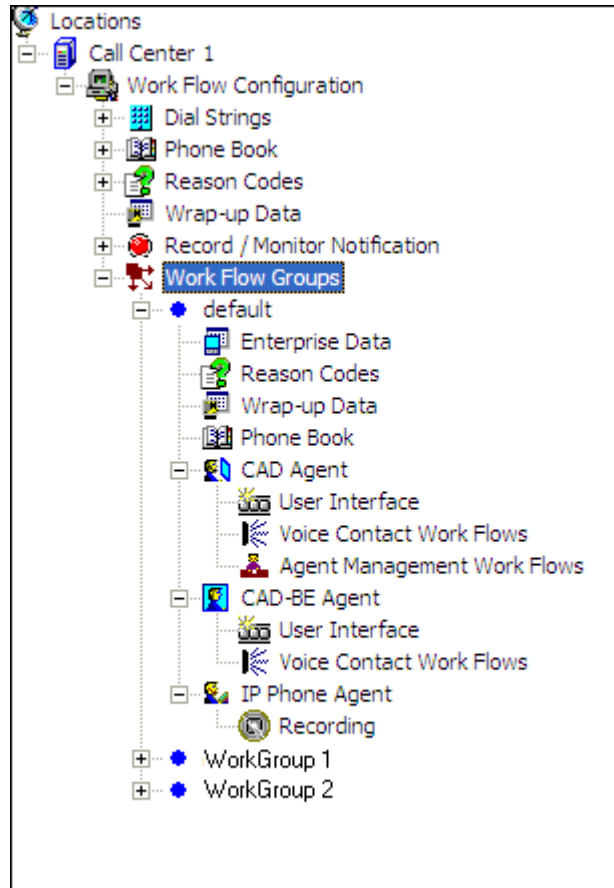 Locations
Call Center 1
Work Flow Configuration
Dial Strings
Phone Book
Reason Codes
Wrap-up Data
Record / Monitor Notification
Work Flow Groups
default
Enterprise Data
Reason Codes
Wrap-up Data
Phone Book
CAD Agent
User Interface
Voice Contact Work Flows
Agent Management Work Flows
CAD-BE Agent
User Interface
Voice Contact Work Flows
IP Phone Agent
Recording
WorkGroup 1
WorkGroup 2